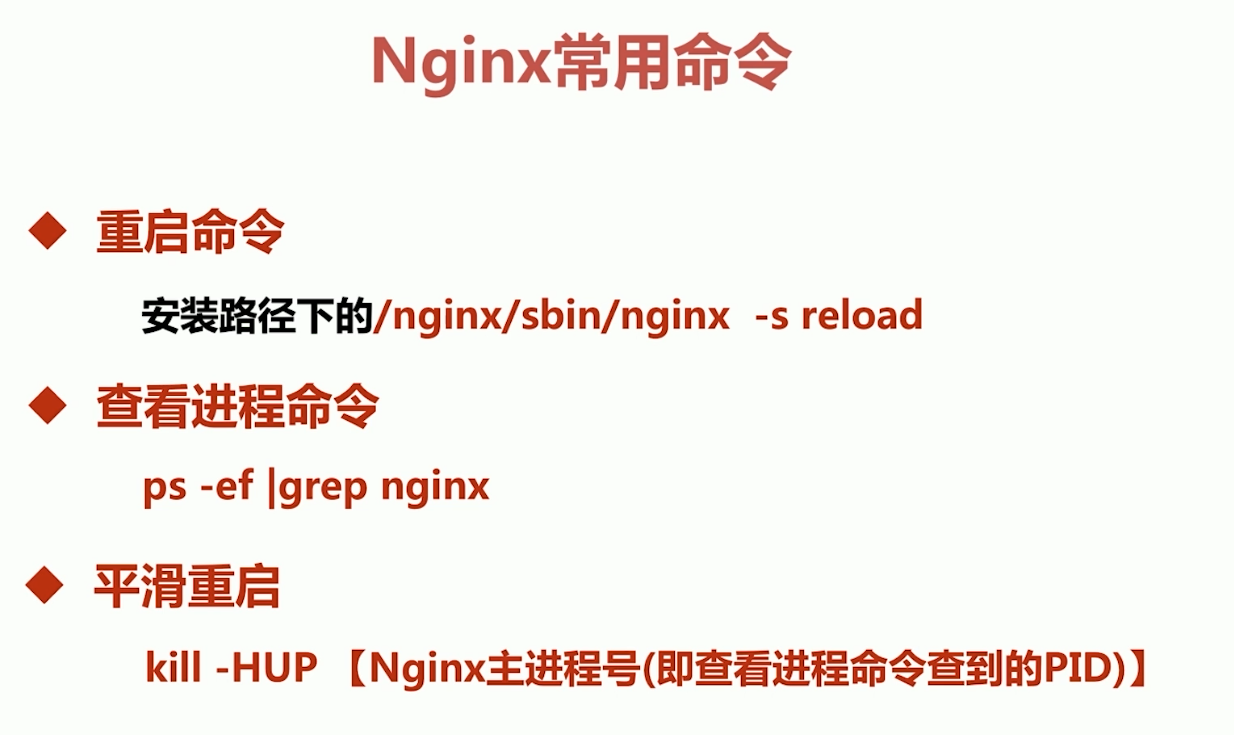 Nginx常用命令
重启命令
安装路径下的/nginx/sbin/nginx -s reload
查看进程命令
ps -ef |grep nginx
平滑重启
kill -HUP 【Nginx主进程号(即查看进程命令查到的PID)】